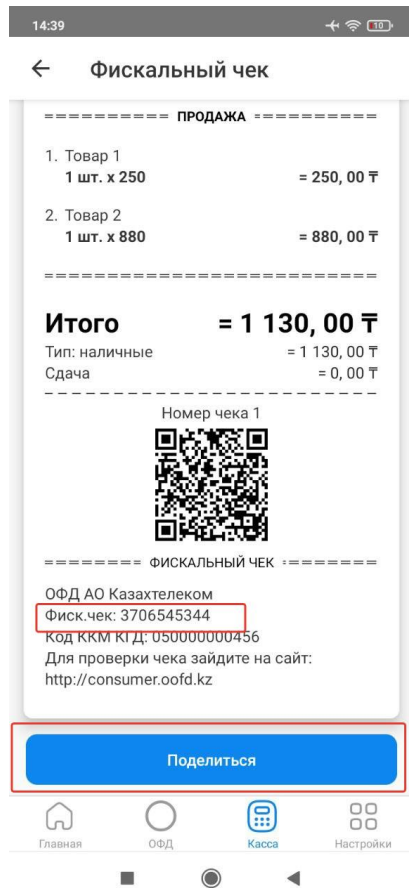 14:39
10
Фискальный чек
========== ПРОДАЖА ==========
1. Товар 1
1 шт. x 250 = 250, 00 ₸
2. Товар 2
1 шт. x 880 = 880, 00 ₸
===========================
Итого = 1 130, 00 ₸
Тип: наличные = 1 130, 00 ₸
Сдача = 0, 00 ₸
Номер чека 1
======= ФИСКАЛЬНЫЙ ЧЕК =======
ОФД АО Казахтелеком
Фиск.чек: 3706545344
Код ККМ КГД: 050000000456
Для проверки чека зайдите на сайт:
http://consumer.oofd.kz
Поделиться
Главная ОФД Касса Настройки